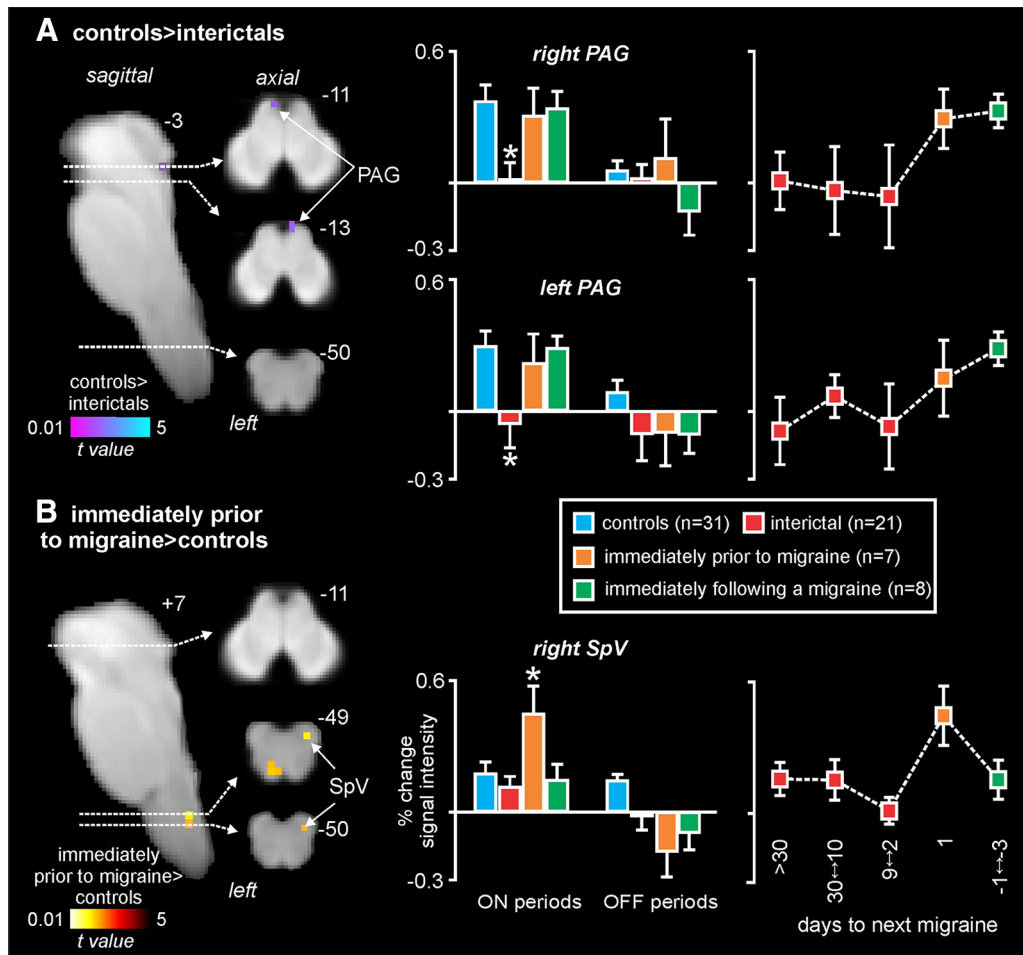 A controls>interictals
sagittal
axial
-3
-11
PAG
-13
-50
controls>
interictals
0.01 5
t value
left
right PAG
0.6
*
-0.3
left PAG
0.6
*
-0.3
B immediately prior
to migraine>controls
controls (n=31) interictal (n=21)
immediately prior to migraine (n=7)
immediately following a migraine (n=8)
+7
-11
-49
SpV
-50
immediately
prior to migraine>
controls
0.01 5
t value
left
right SpV
0.6
*
% change
signal intensity
-0.3
ON periods OFF periods
>30
30↔10
9↔2
1
-1↔-3
days to next migraine